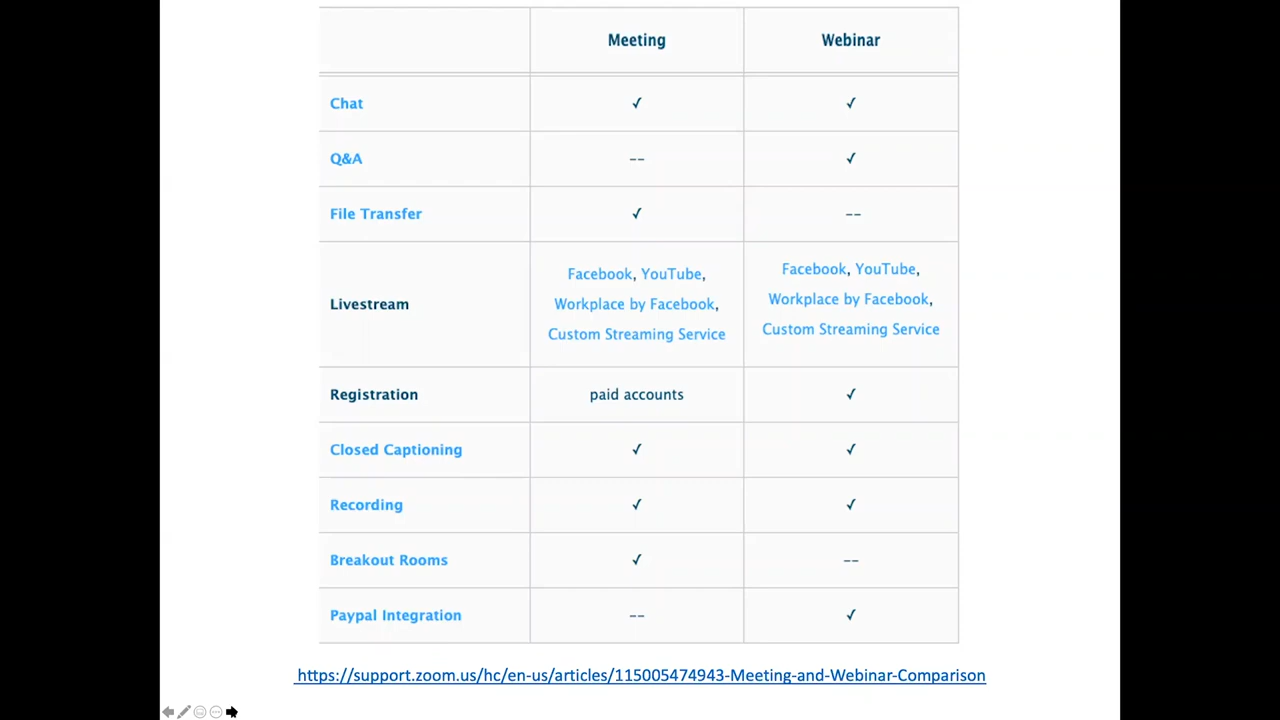 Meeting Webinar
Chat ✓ ✓
Q&A -- ✓
File Transfer ✓ --
Livestream
Facebook, YouTube,
Workplace by Facebook,
Custom Streaming Service
Facebook, YouTube,
Workplace by Facebook,
Custom Streaming Service
Registration paid accounts ✓
Closed Captioning ✓ ✓
Recording ✓ ✓
Breakout Rooms ✓ --
Paypal Integration -- ✓
https://support.zoom.us/hc/en-us/articles/115005474943-Meeting-and-Webinar-Comparison